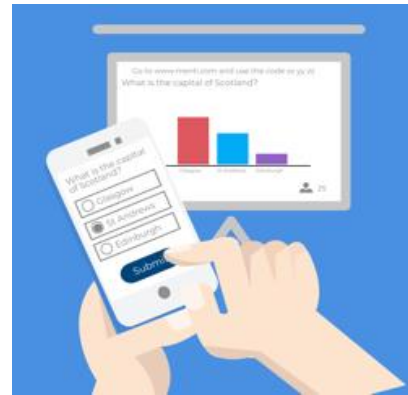 Go to www.menti.com and use the code
What is the capital of Scotland?
Glasgow
St Andrews
Edinburgh
25
What is the capital
of Scotland?
Glasgow
St Andrews
Edinburgh
Submit